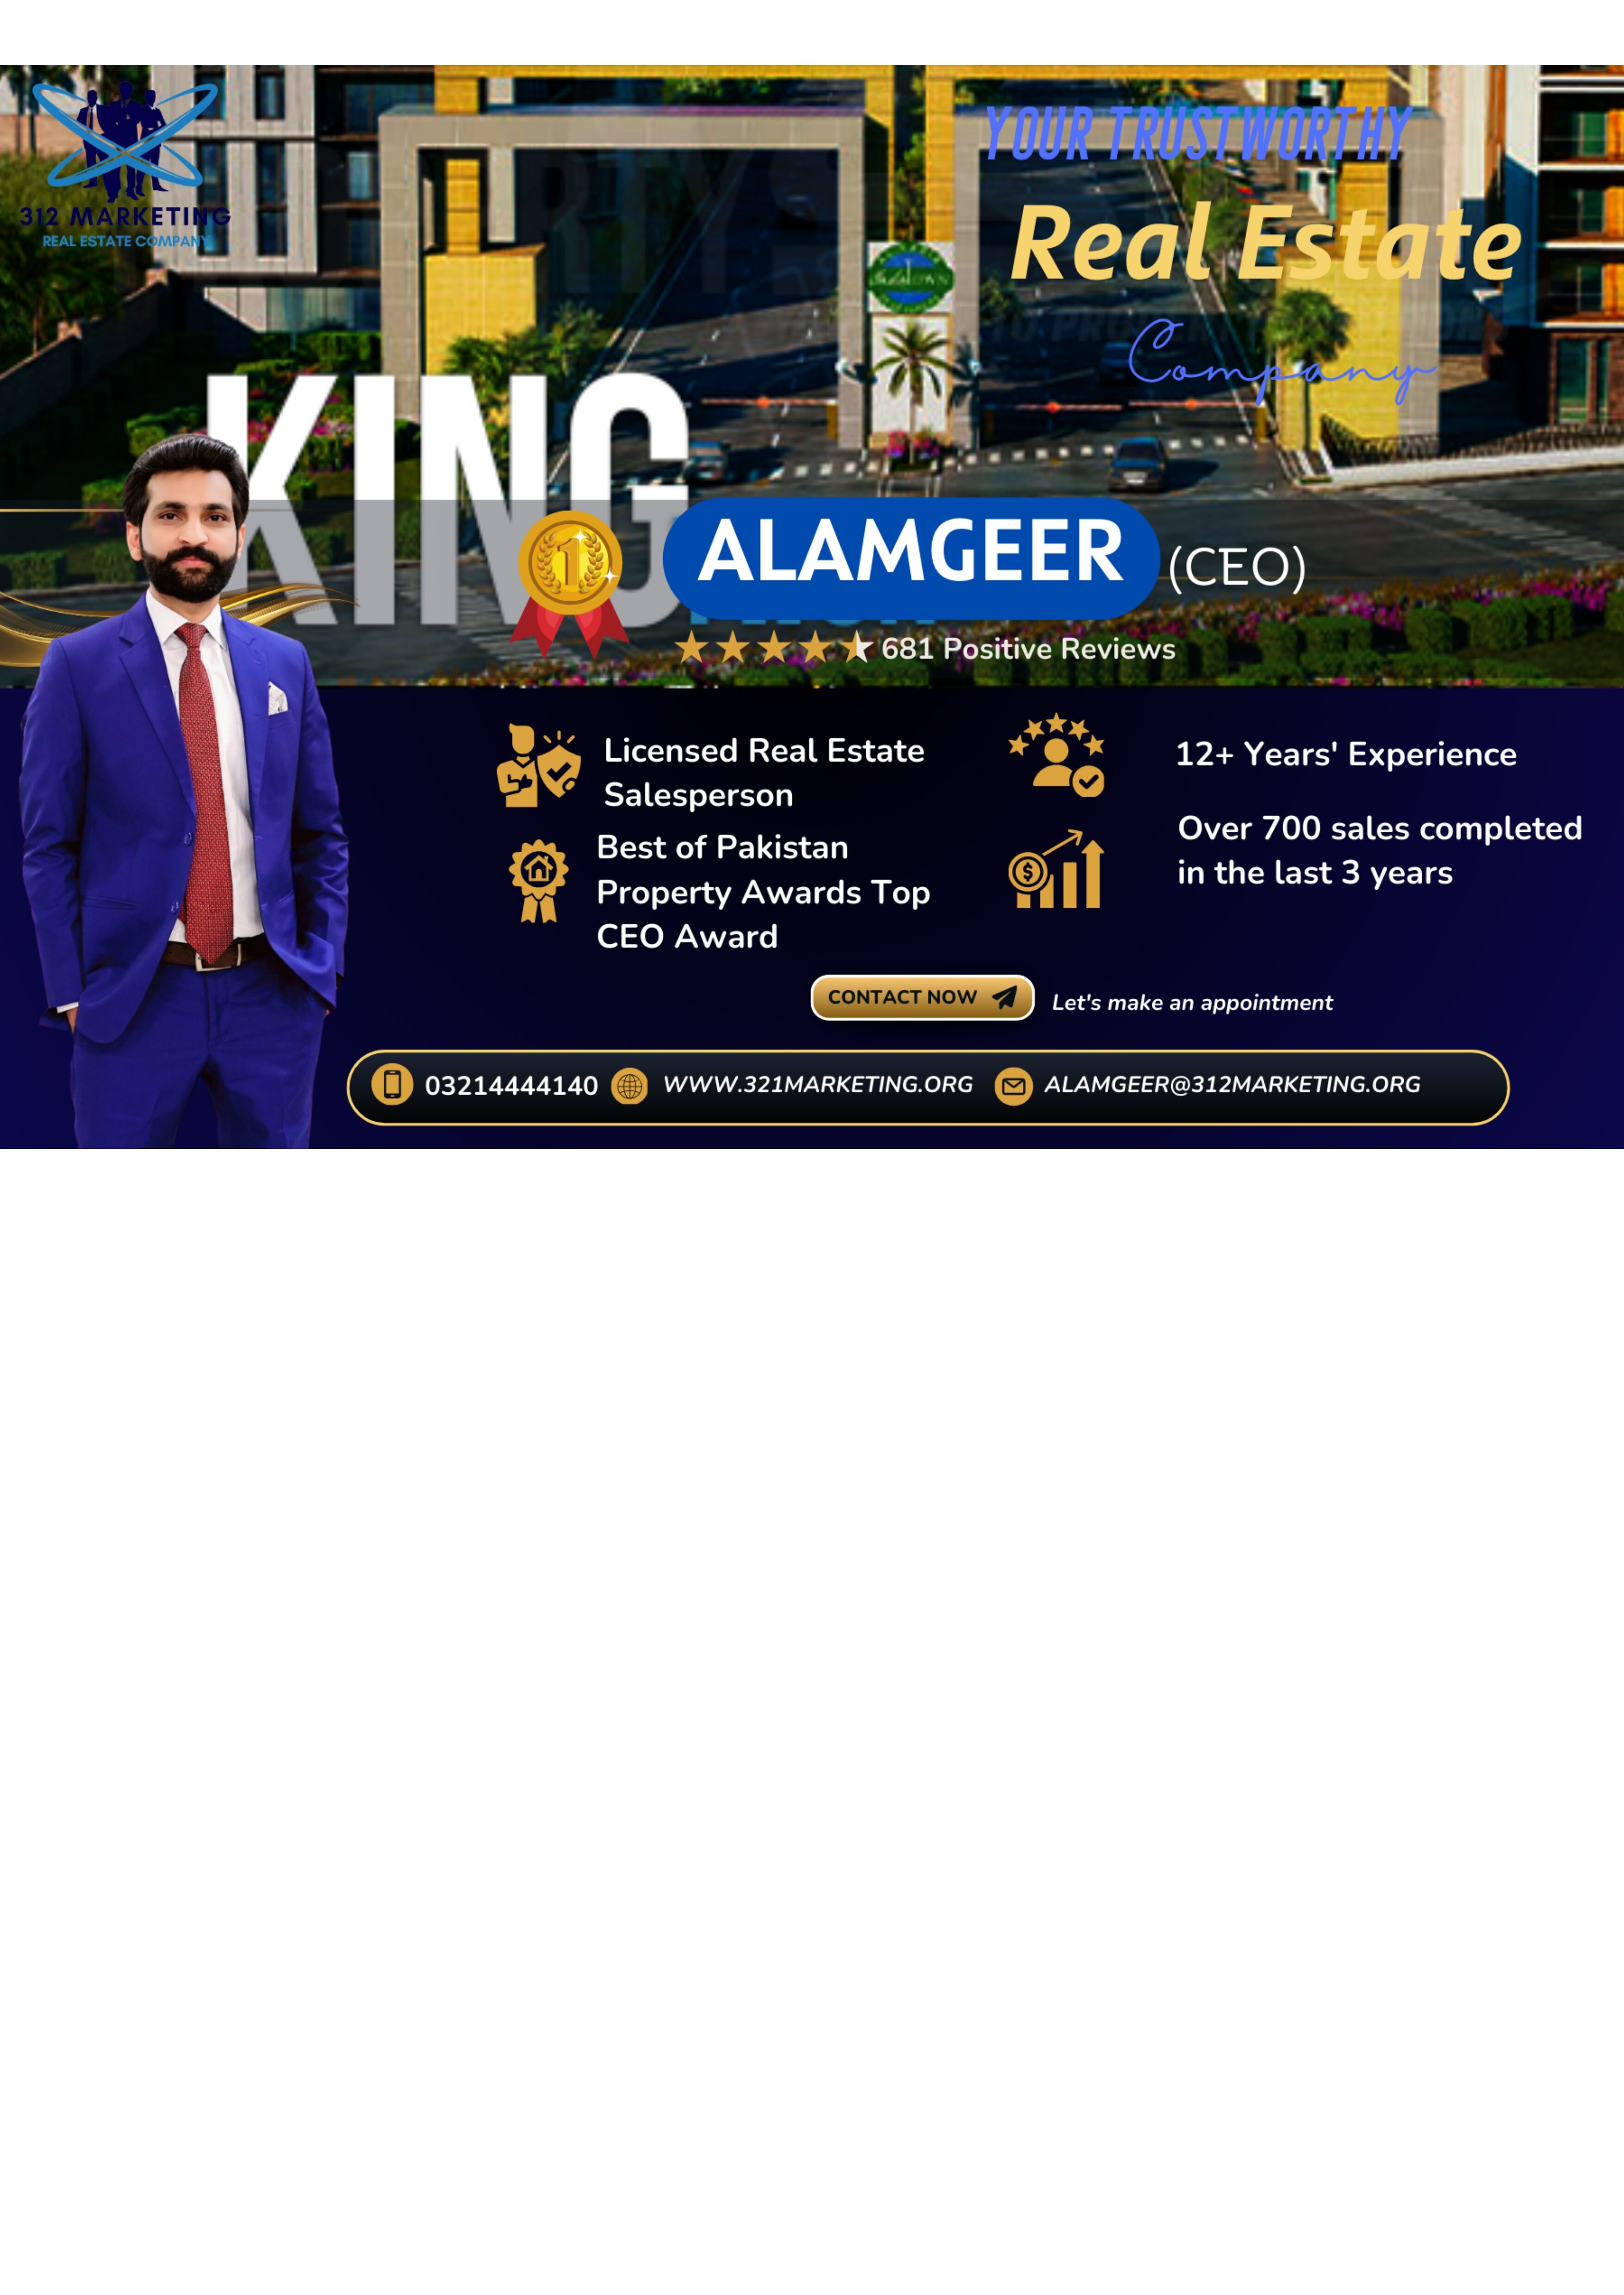 312 MARKETING
REAL ESTATE COMPANY
YOUR TRUSTWORTHY
Real Estate
Company
KING
1
ALAMGEER
(CEO)
681 Positive Reviews
Licensed Real Estate
Salesperson
12+ Years' Experience
Best of Pakistan
Property Awards Top
CEO Award
Over 700 sales completed
in the last 3 years
CONTACT NOW
Let's make an appointment
03214444140
WWW.321MARKETING.ORG
ALAMGEER@312MARKETING.ORG